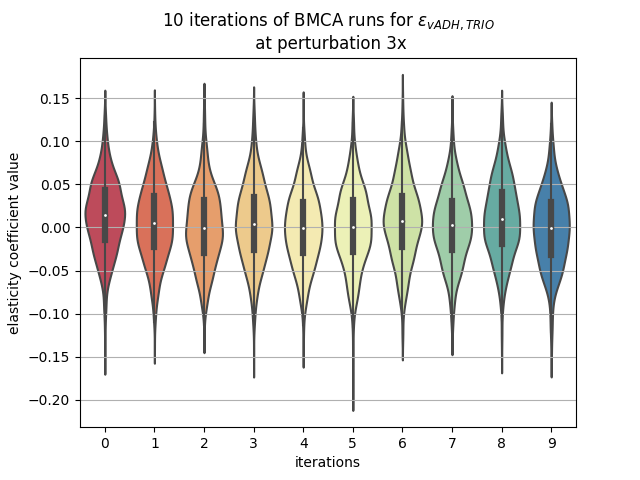 10 iterations of BMCA runs for ε_vADH,TRIO
at perturbation 3x
elasticity coefficient value
0.15
0.10
0.05
0.00
−0.05
−0.10
−0.15
−0.20
0 1 2 3 4 5 6 7 8 9
iterations